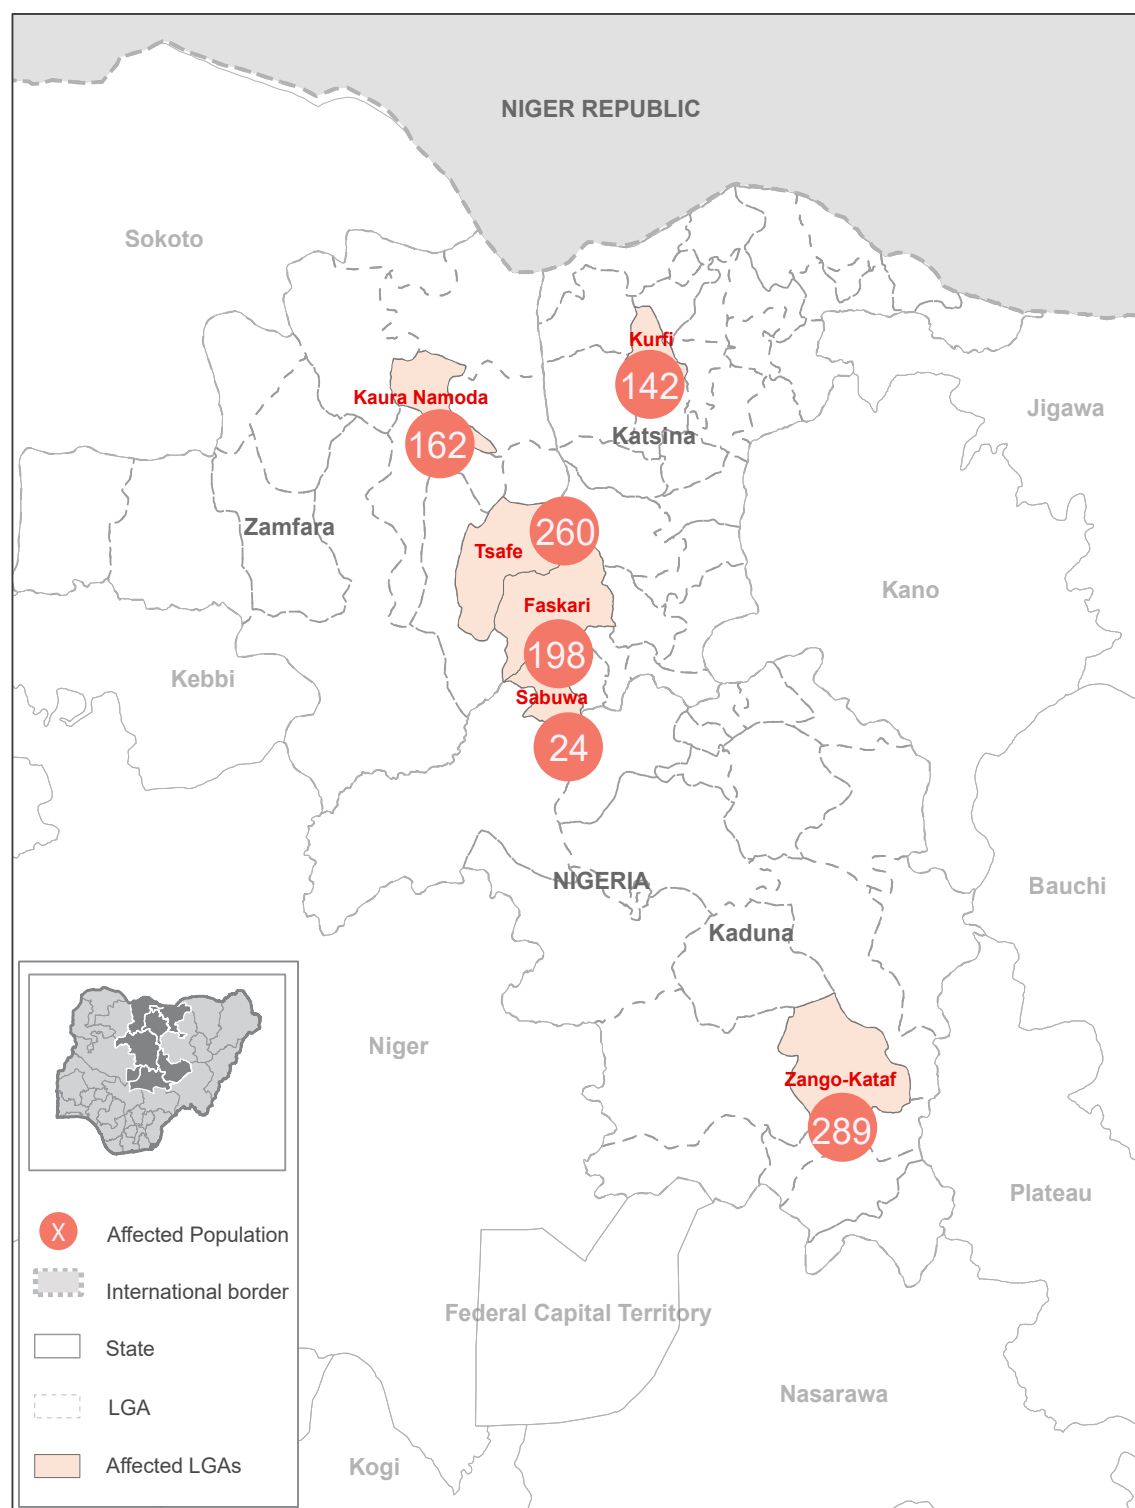 NIGER REPUBLIC
Sokoto
Kurfi
142
Kaura Namoda
Jigawa
162
Katsina
Zamfara
260
Tsafe
Kano
Faskari
198
Kebbi
Sabuwa
24
NIGERIA
Bauchi
Kaduna
Niger
Zango-Kataf
289
Plateau
X Affected Population
International border
Federal Capital Territory
State
Nasarawa
LGA
Affected LGAs
Kogi